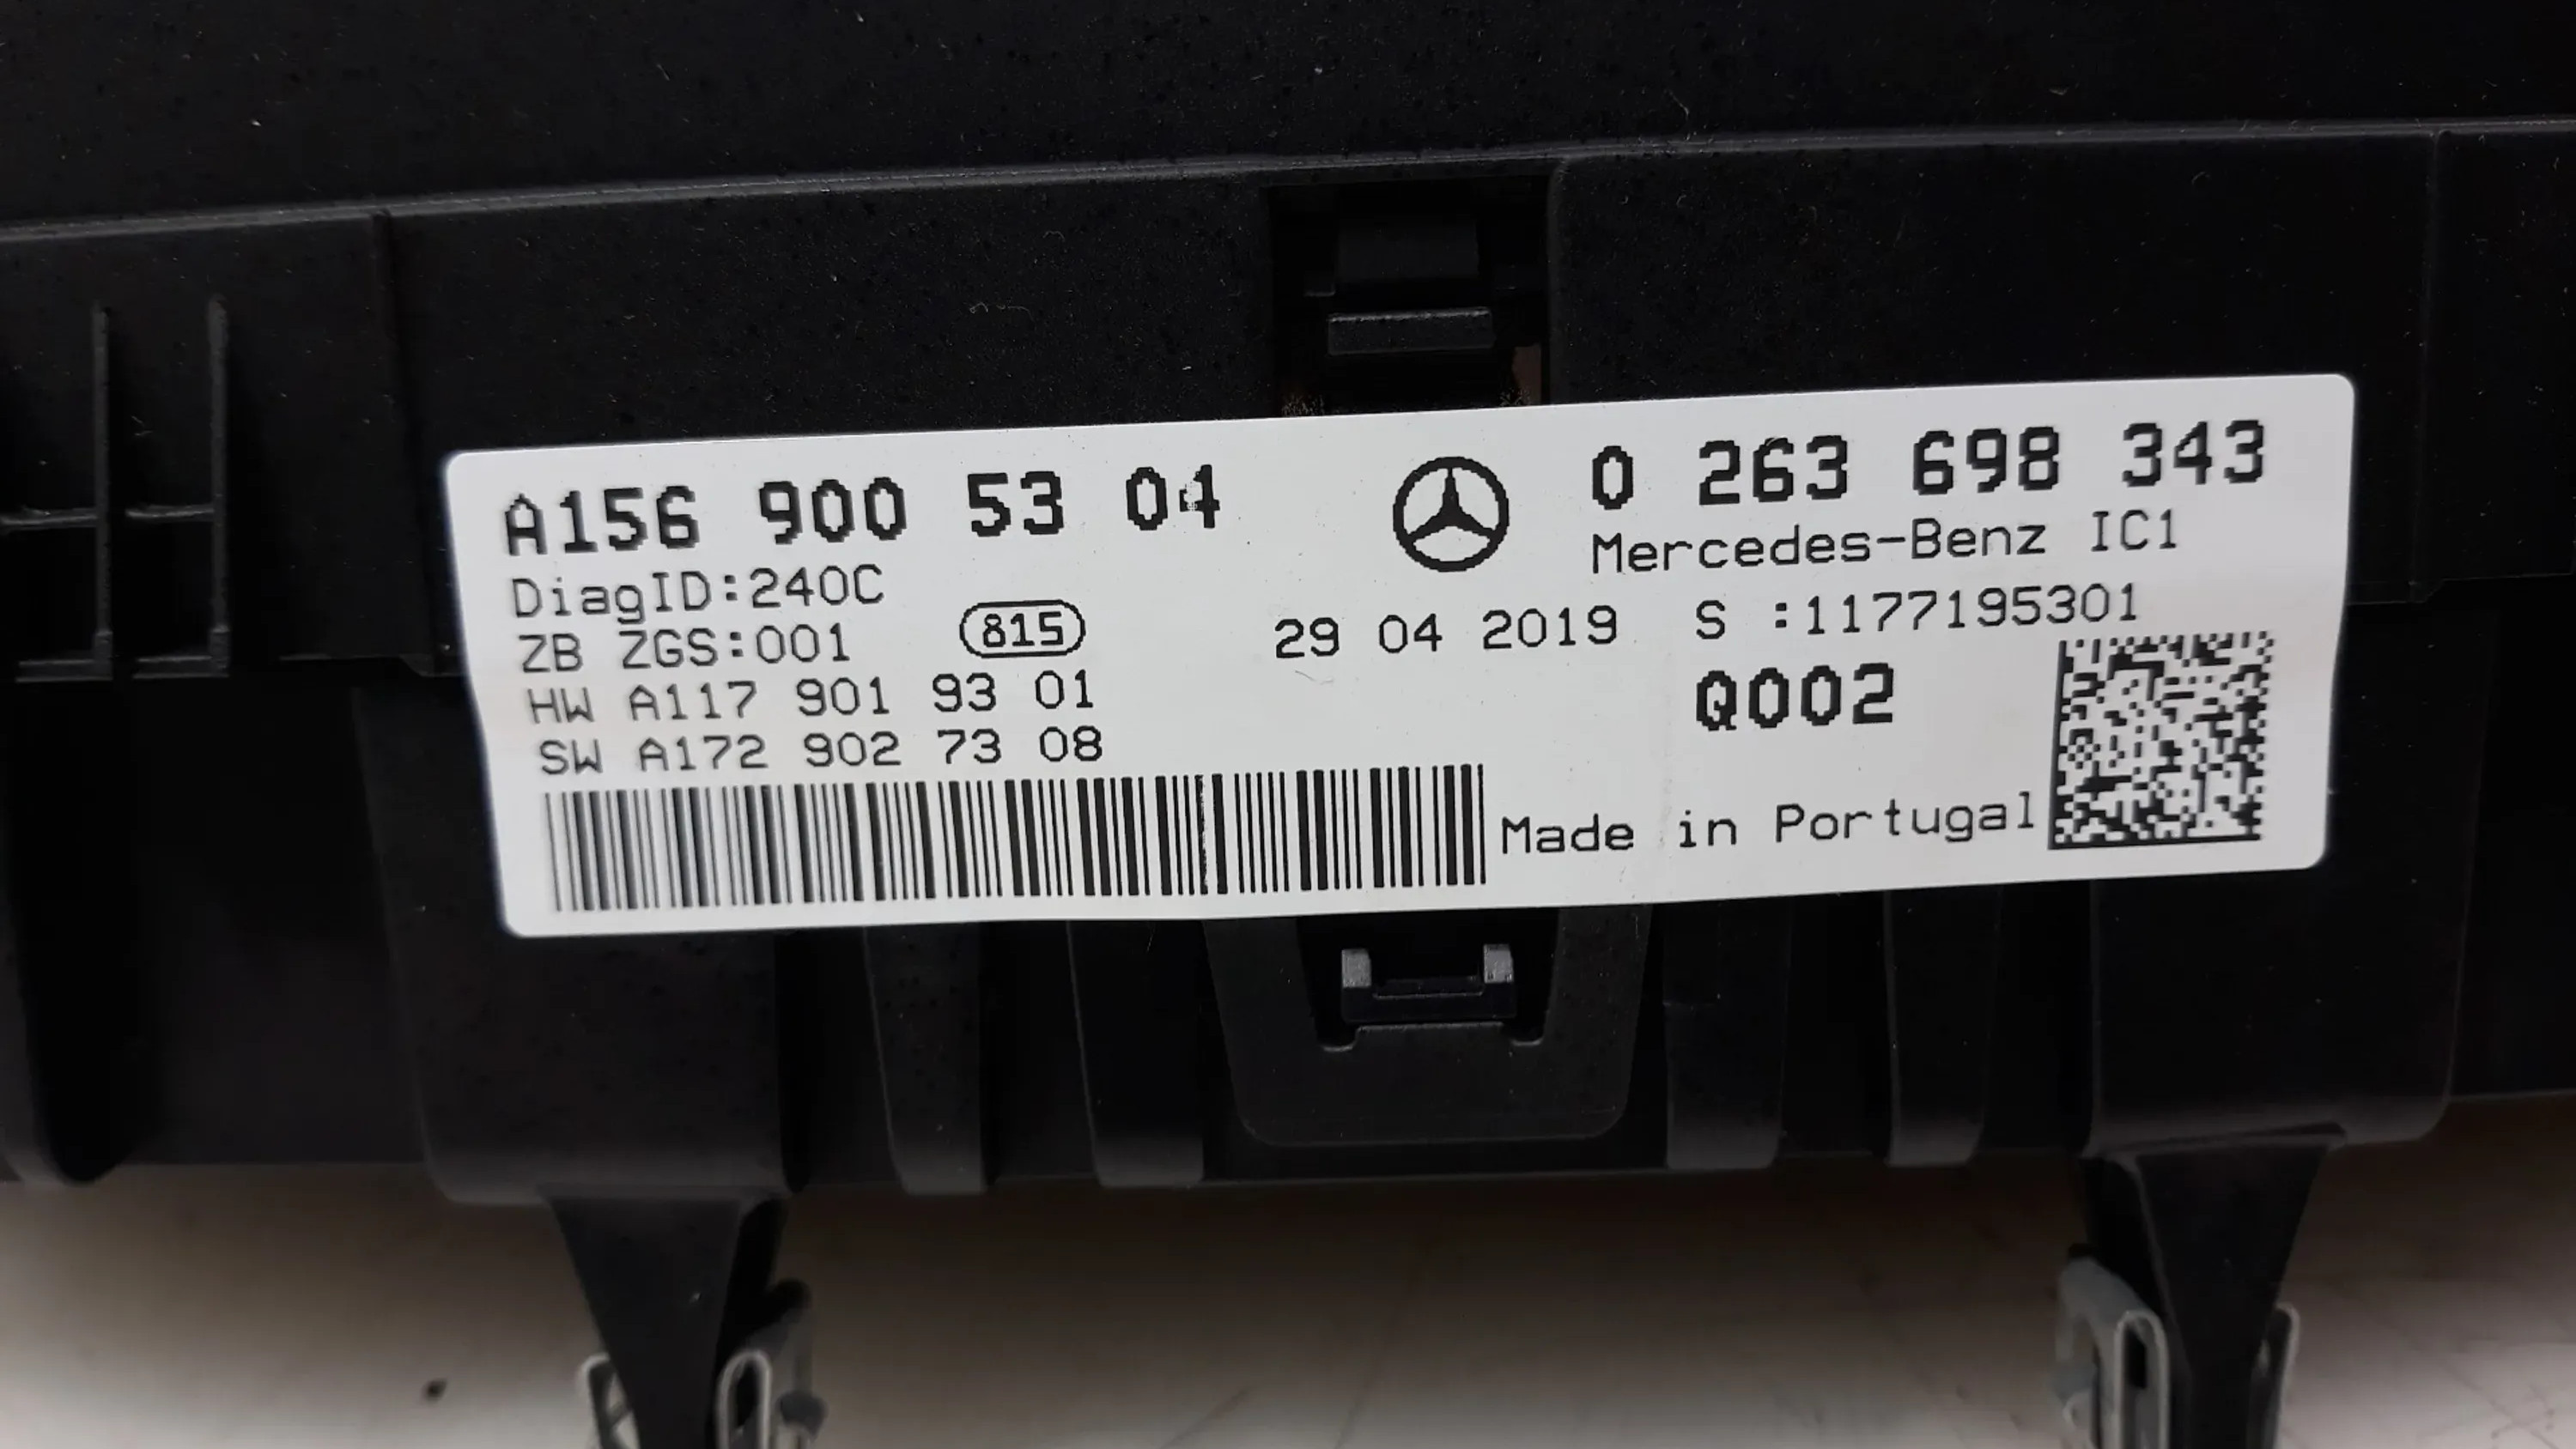 A156 900 53 04
0 263 698 343
Mercedes-Benz IC1
DiagID:240C
ZB ZGS:001
815
29 04 2019
S :1177195301
HW A117 901 93 01
Q002
SW A172 902 73 08
Made in Portugal